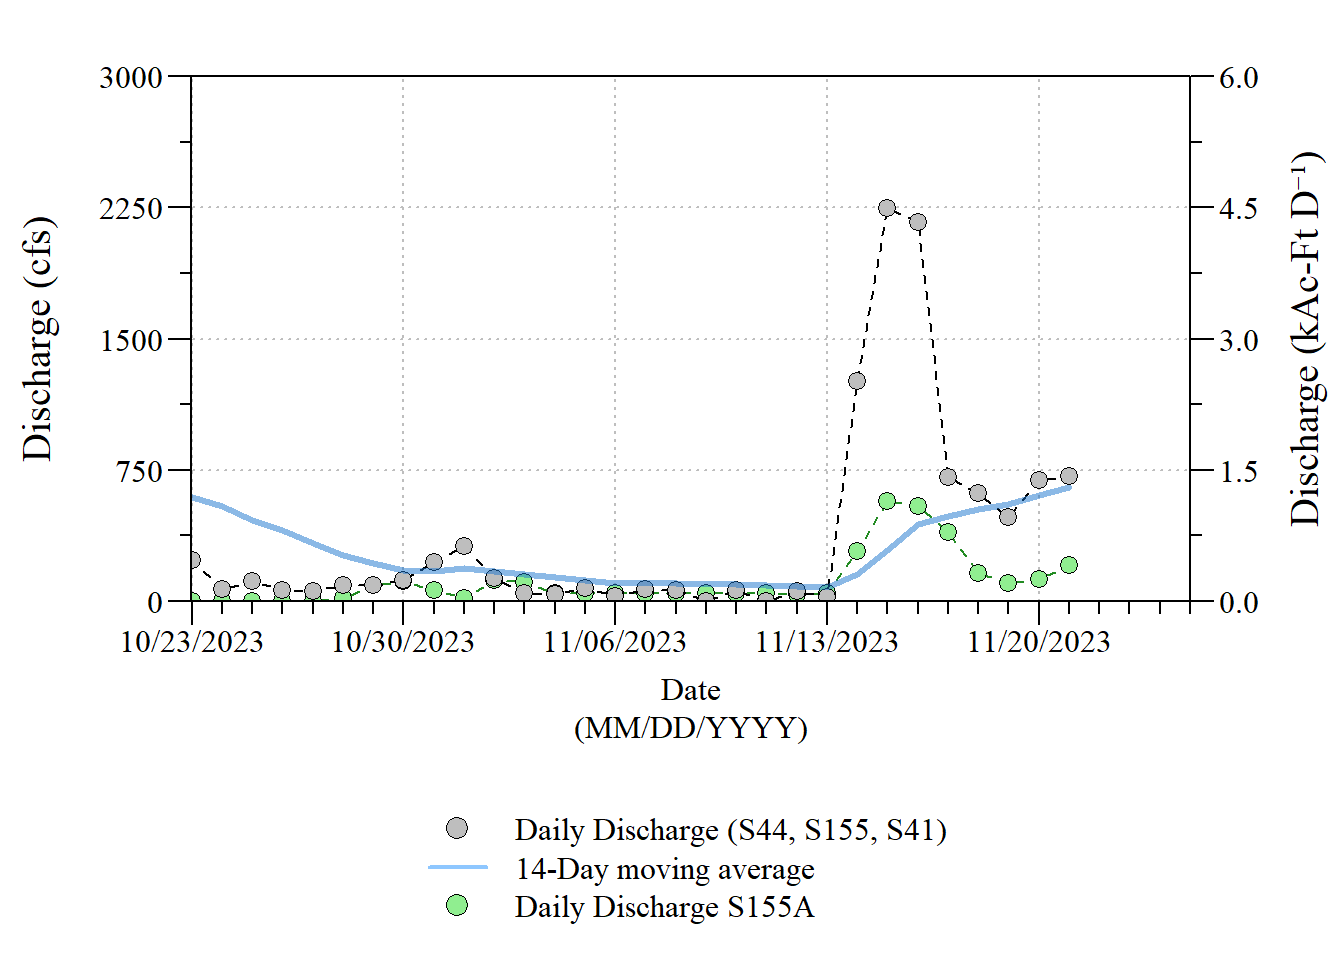 3000
2250
1500
750
0
6.0
4.5
3.0
1.5
0.0
Discharge (cfs)
Discharge (kAc-Ft D⁻¹)
10/23/2023
10/30/2023
11/06/2023
11/13/2023
11/20/2023
Date
(MM/DD/YYYY)
Daily Discharge (S44, S155, S41)
14-Day moving average
Daily Discharge S155A